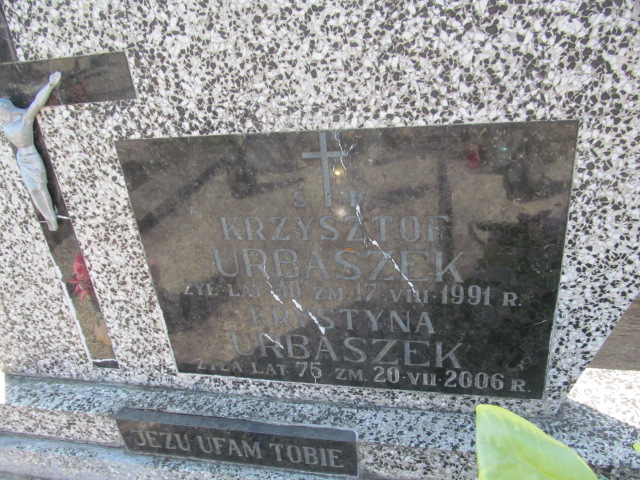 Ś P
KRZYSZTOF
URBASZEK
ŻYŁ LAT 10 ZM. 17.VIII.1991 R.
KRYSTYNA
URBASZEK
ŻYŁA LAT 75 ZM. 20.VII.2006 R.
JEZU UFAM TOBIE